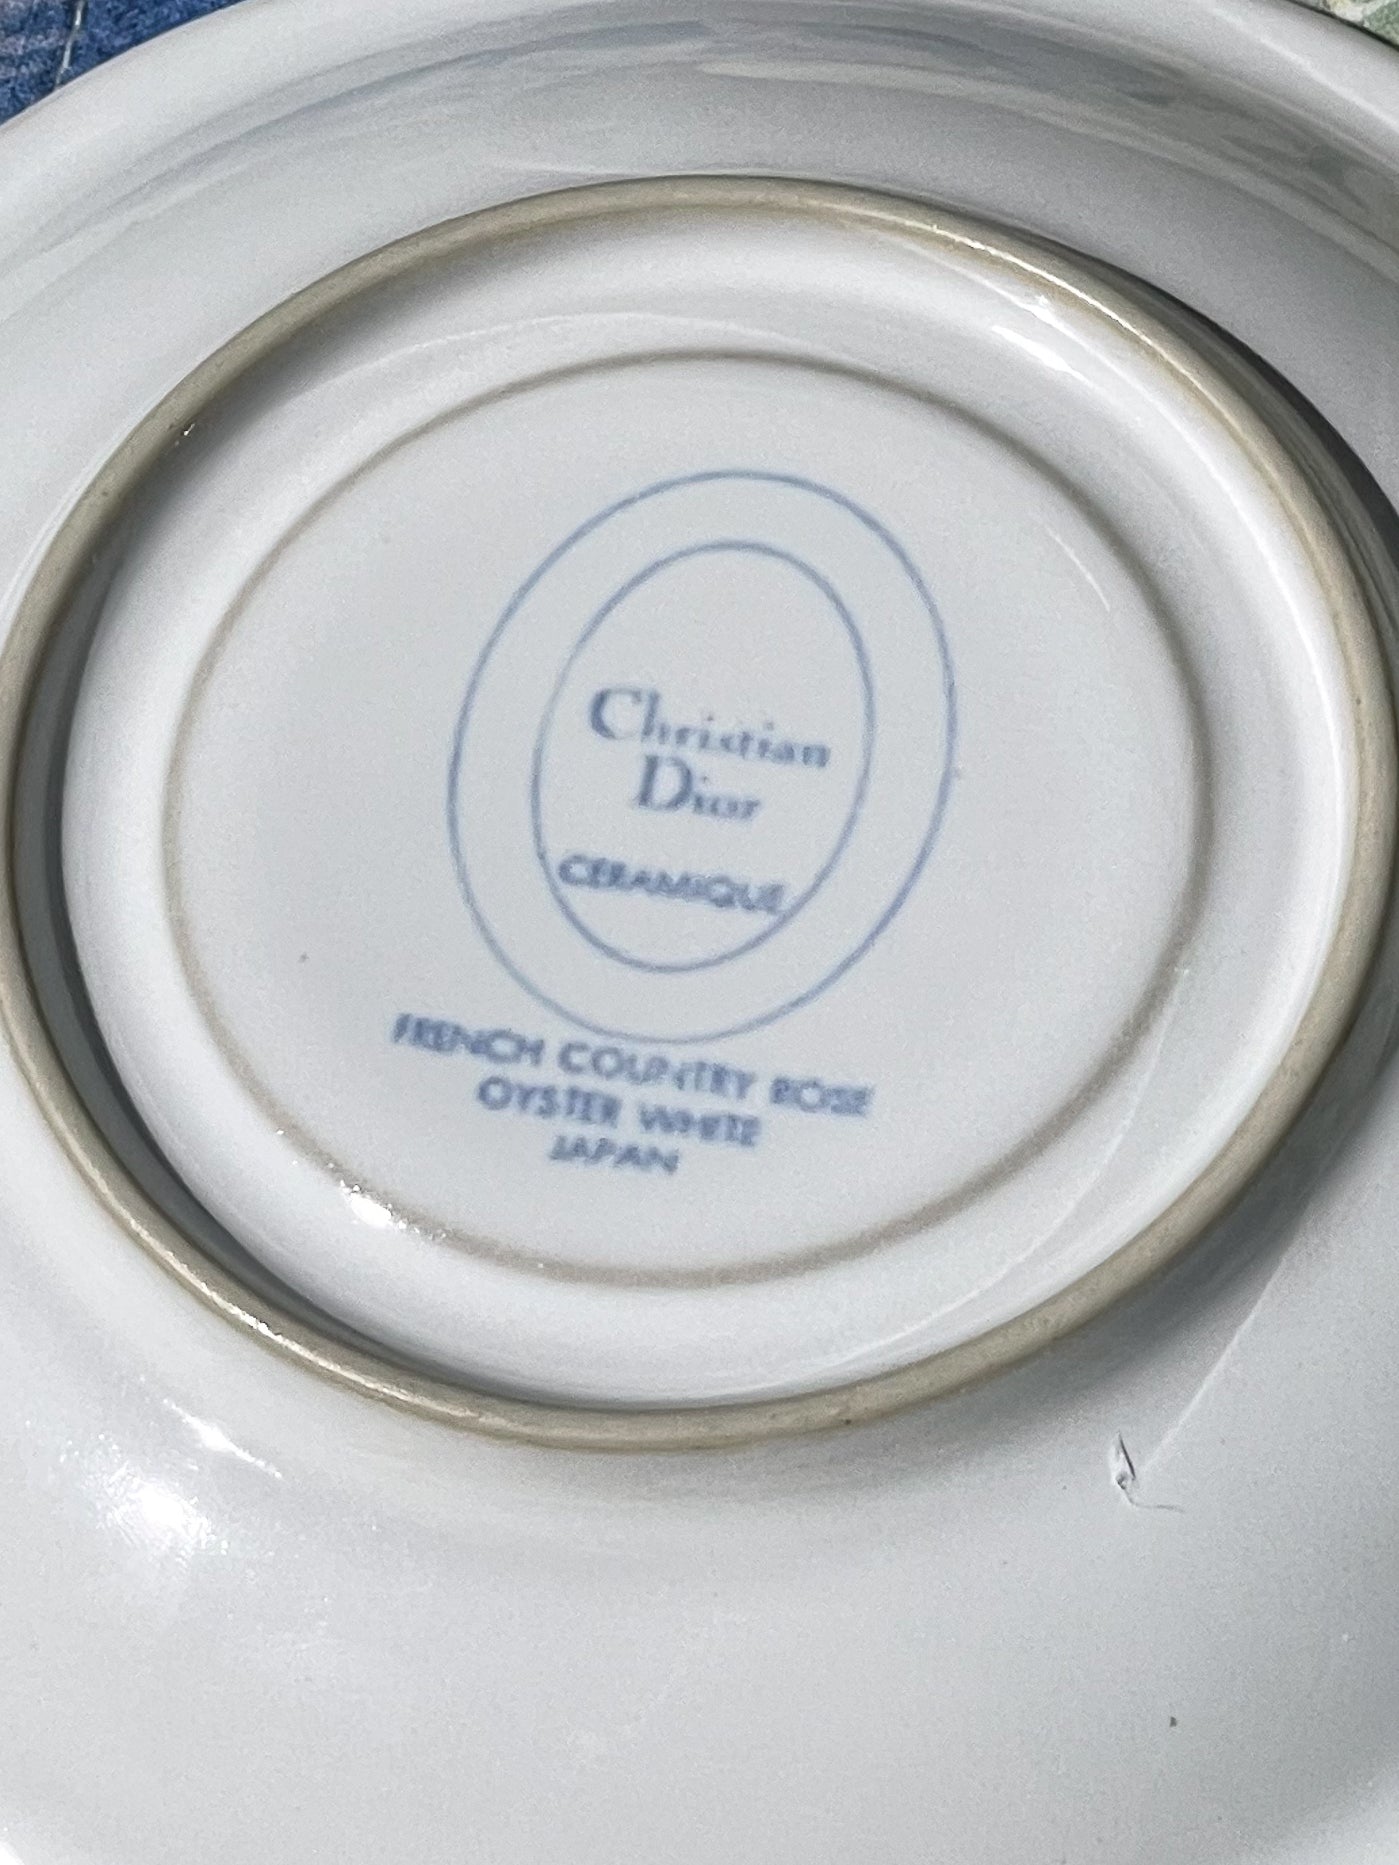 Christian
Dior
CERAMIQUE
FRENCH COUNTRY ROSE
OYSTER WHITE
JAPAN